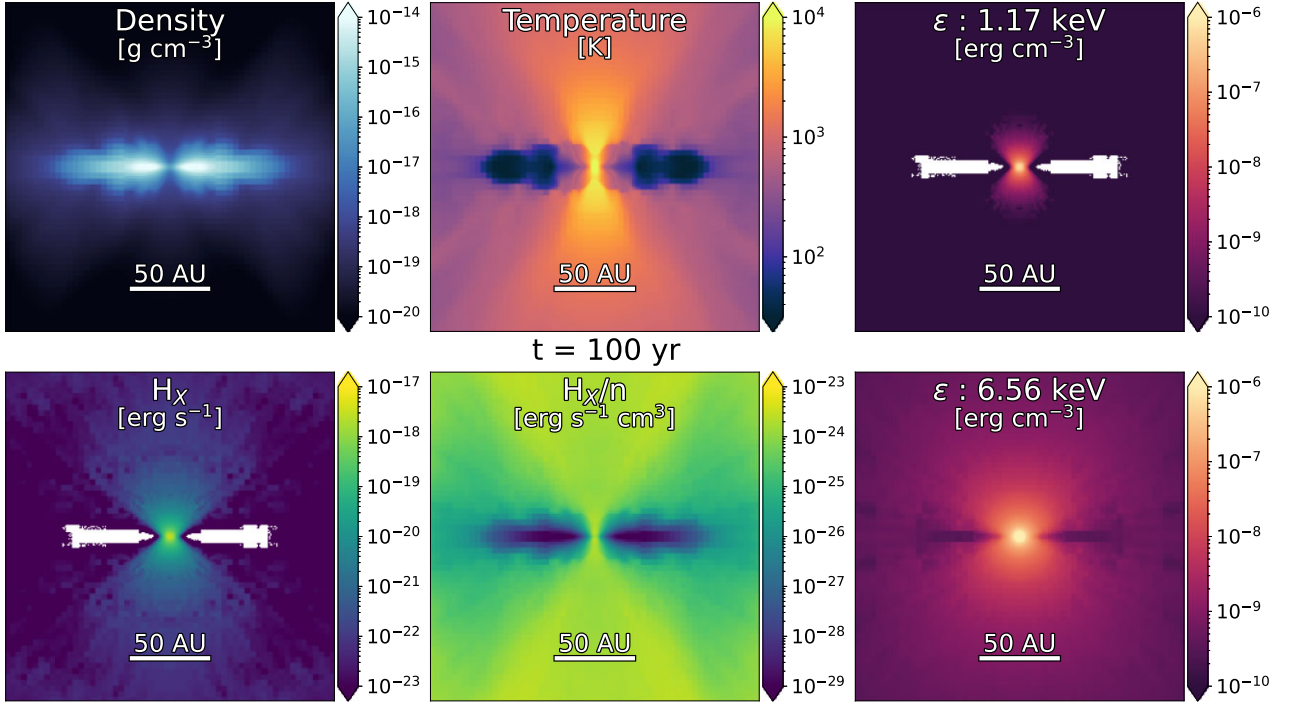 Density
[g cm⁻³]
50 AU
10⁻¹⁴
10⁻¹⁵
10⁻¹⁶
10⁻¹⁷
10⁻¹⁸
10⁻¹⁹
10⁻²⁰
Temperature
[K]
50 AU
10⁴
10³
10²
ε : 1.17 keV
[erg cm⁻³]
50 AU
10⁻⁶
10⁻⁷
10⁻⁸
10⁻⁹
10⁻¹⁰
t = 100 yr
H_X
[erg s⁻¹]
50 AU
10⁻¹⁷
10⁻¹⁸
10⁻¹⁹
10⁻²⁰
10⁻²¹
10⁻²²
10⁻²³
H_X/n
[erg s⁻¹ cm³]
50 AU
10⁻²³
10⁻²⁴
10⁻²⁵
10⁻²⁶
10⁻²⁷
10⁻²⁸
10⁻²⁹
ε : 6.56 keV
[erg cm⁻³]
50 AU
10⁻⁶
10⁻⁷
10⁻⁸
10⁻⁹
10⁻¹⁰